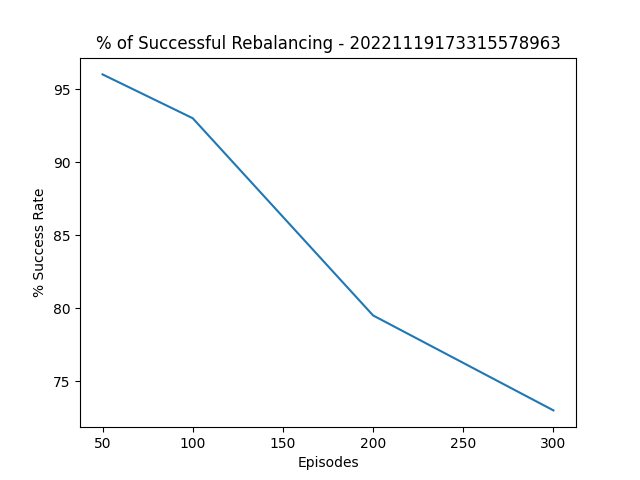 % of Successful Rebalancing - 20221119173315578963
95
90
85
80
75
% Success Rate
50 100 150 200 250 300
Episodes